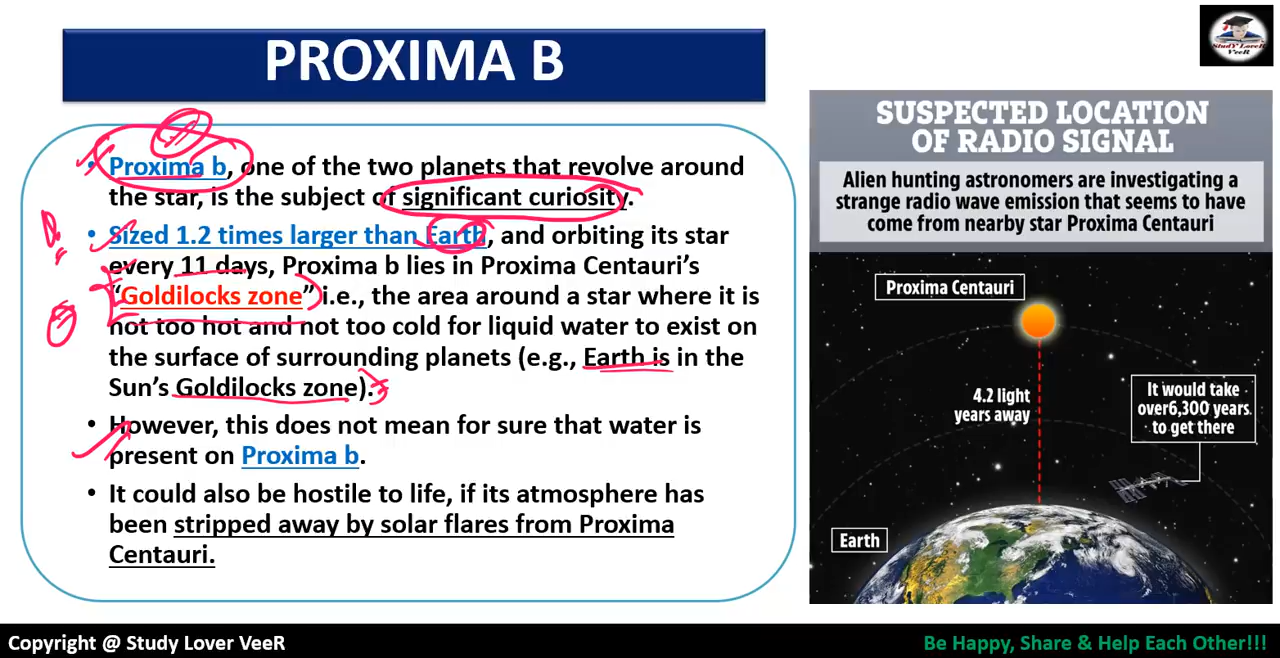 PROXIMA B
• Proxima b, one of the two planets that revolve around
the star, is the subject of significant curiosity.
• Sized 1.2 times larger than Earth, and orbiting its star
every 11 days, Proxima b lies in Proxima Centauri's
"Goldilocks zone" i.e., the area around a star where it is
not too hot and not too cold for liquid water to exist on
the surface of surrounding planets (e.g., Earth is in the
Sun's Goldilocks zone).
• However, this does not mean for sure that water is
present on Proxima b.
• It could also be hostile to life, if its atmosphere has
been stripped away by solar flares from Proxima
Centauri.
StudY LoveR
VeeR
SUSPECTED LOCATION
OF RADIO SIGNAL
Alien hunting astronomers are investigating a
strange radio wave emission that seems to have
come from nearby star Proxima Centauri
Proxima Centauri
4.2 light
years away
It would take
over6,300 years
to get there
Earth
Copyright @ Study Lover VeeR
Be Happy, Share & Help Each Other!!!